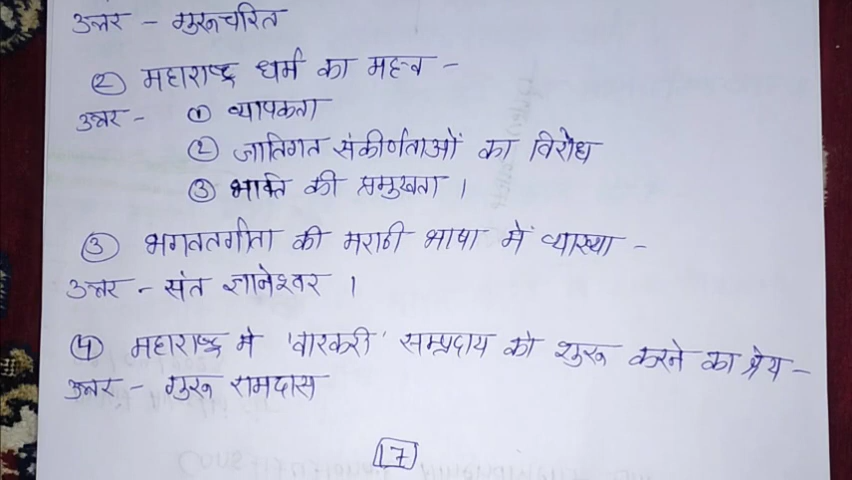 उत्तर - गुरुचरित
② महाराष्ट्र धर्म का महत्व -
उत्तर - ① व्यापकता
② जातिगत संकीर्णताओं का विरोध
③ भक्ति की प्रमुखता ।
③ भगवतगीता की मराठी भाषा में व्याख्या -
उत्तर - संत ज्ञानेश्वर ।
④ महाराष्ट्र मे 'वारकरी' सम्प्रदाय को शुरू करने का श्रेय -
उत्तर - गुरू रामदास
17